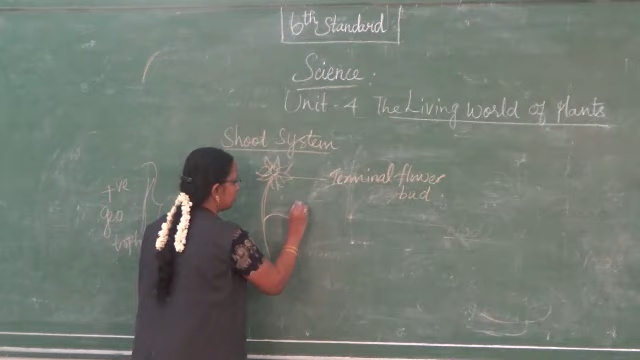 6th Standard
Science.
Unit - 4 The Living World of Plants
Shoot System
Terminal flower
bud.
+ve
geo